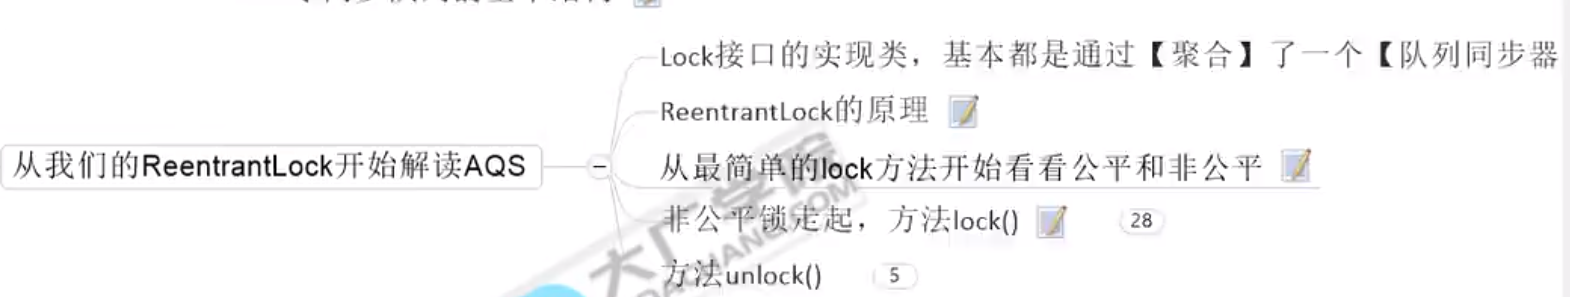 Lock接口的实现类，基本都是通过【聚合】了一个【队列同步器
ReentrantLock的原理
从我们的ReentrantLock开始解读AQS
从最简单的lock方法开始看看公平和非公平
非公平锁走起，方法lock() 28
方法unlock() 5
大厂学院